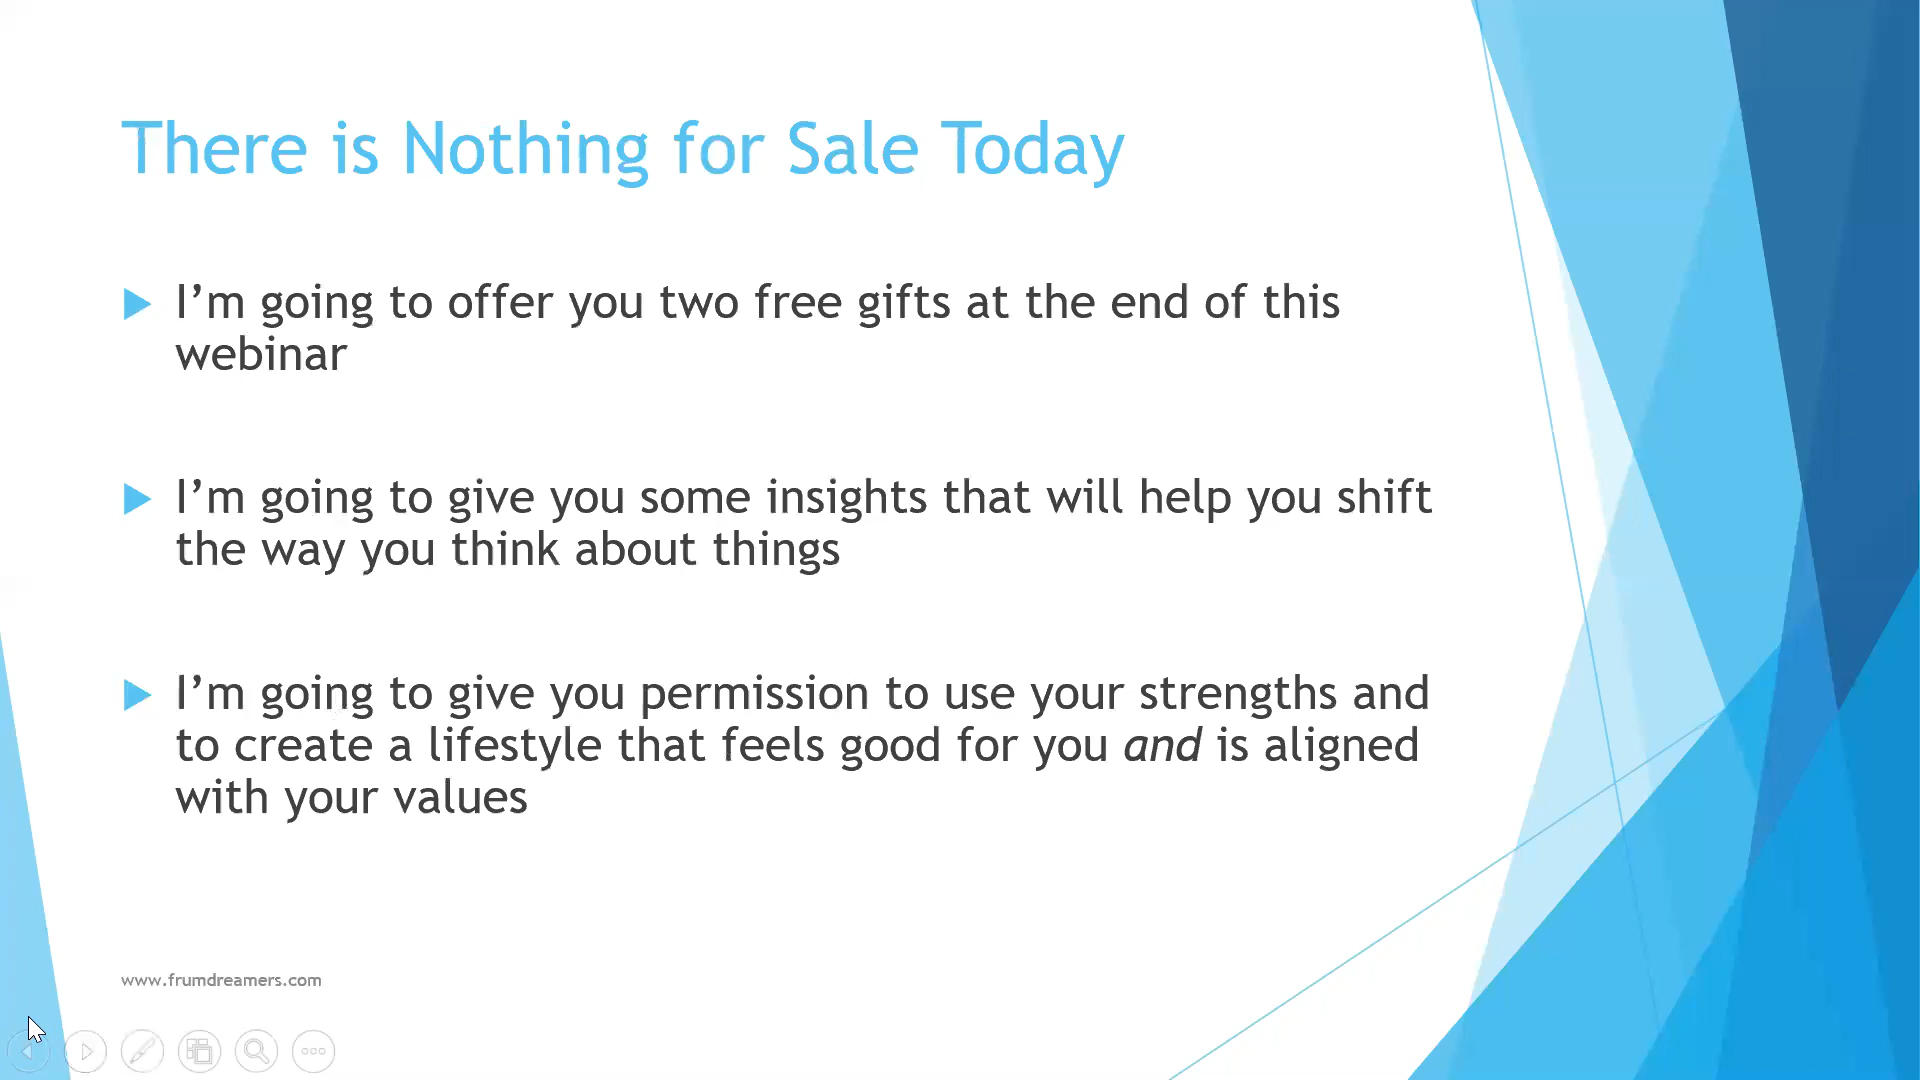 There is Nothing for Sale Today
I’m going to offer you two free gifts at the end of this
webinar
I’m going to give you some insights that will help you shift
the way you think about things
I’m going to give you permission to use your strengths and
to create a lifestyle that feels good for you and is aligned
with your values
www.frumdreamers.com